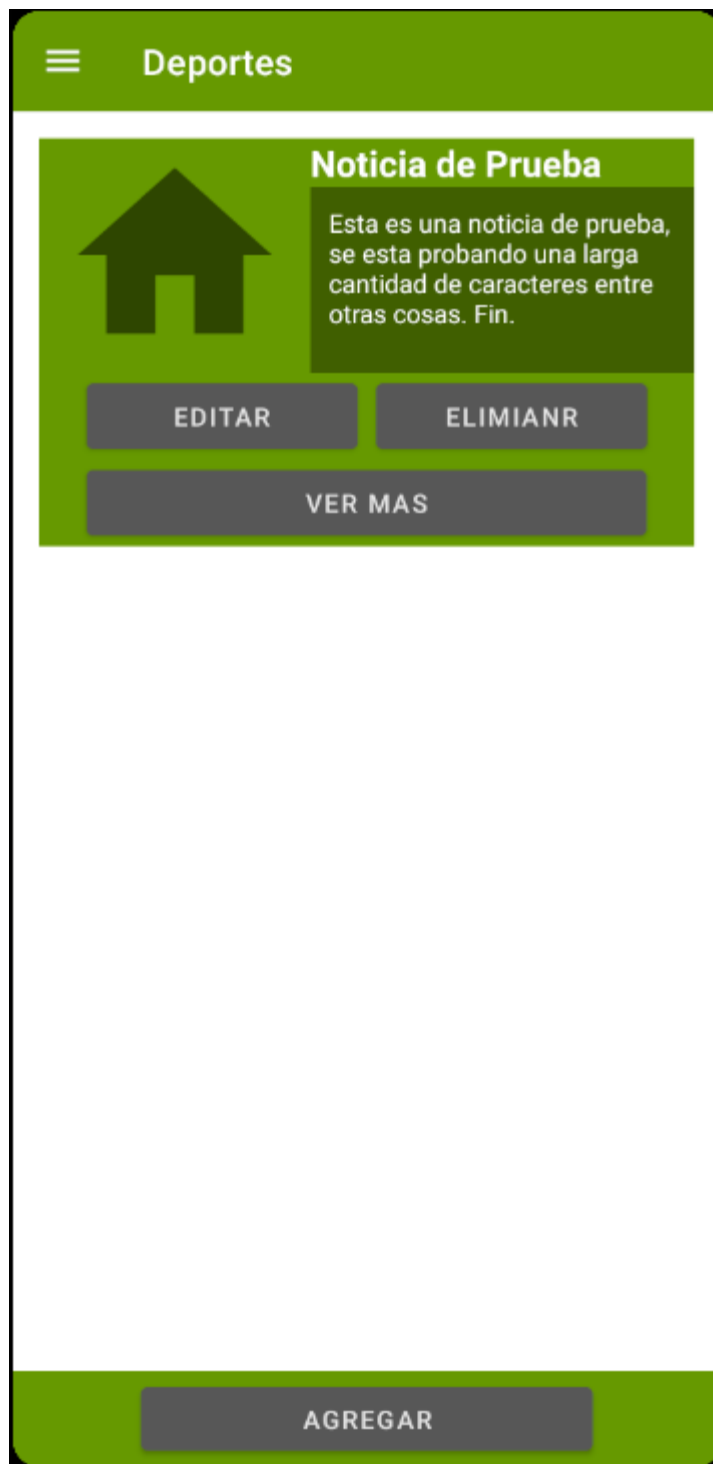 Deportes
Noticia de Prueba
Esta es una noticia de prueba,
se esta probando una larga
cantidad de caracteres entre
otras cosas. Fin.
EDITAR
ELIMIANR
VER MAS
AGREGAR